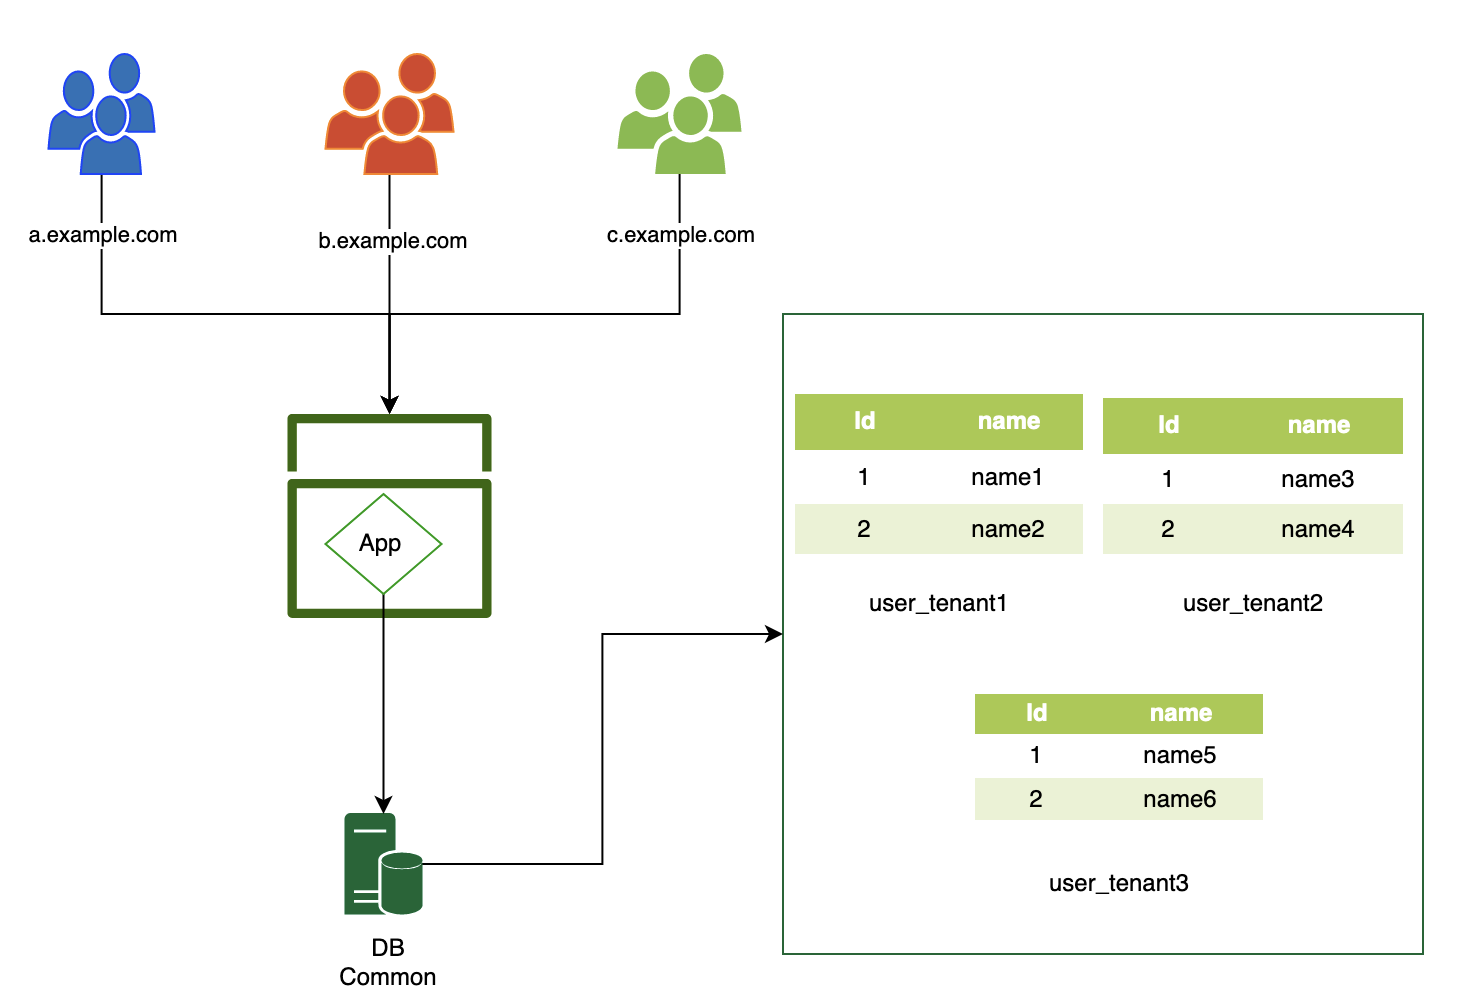 a.example.com
b.example.com
c.example.com
App
DB
Common
Id name
1 name1
2 name2
user_tenant1
Id name
1 name3
2 name4
user_tenant2
Id name
1 name5
2 name6
user_tenant3